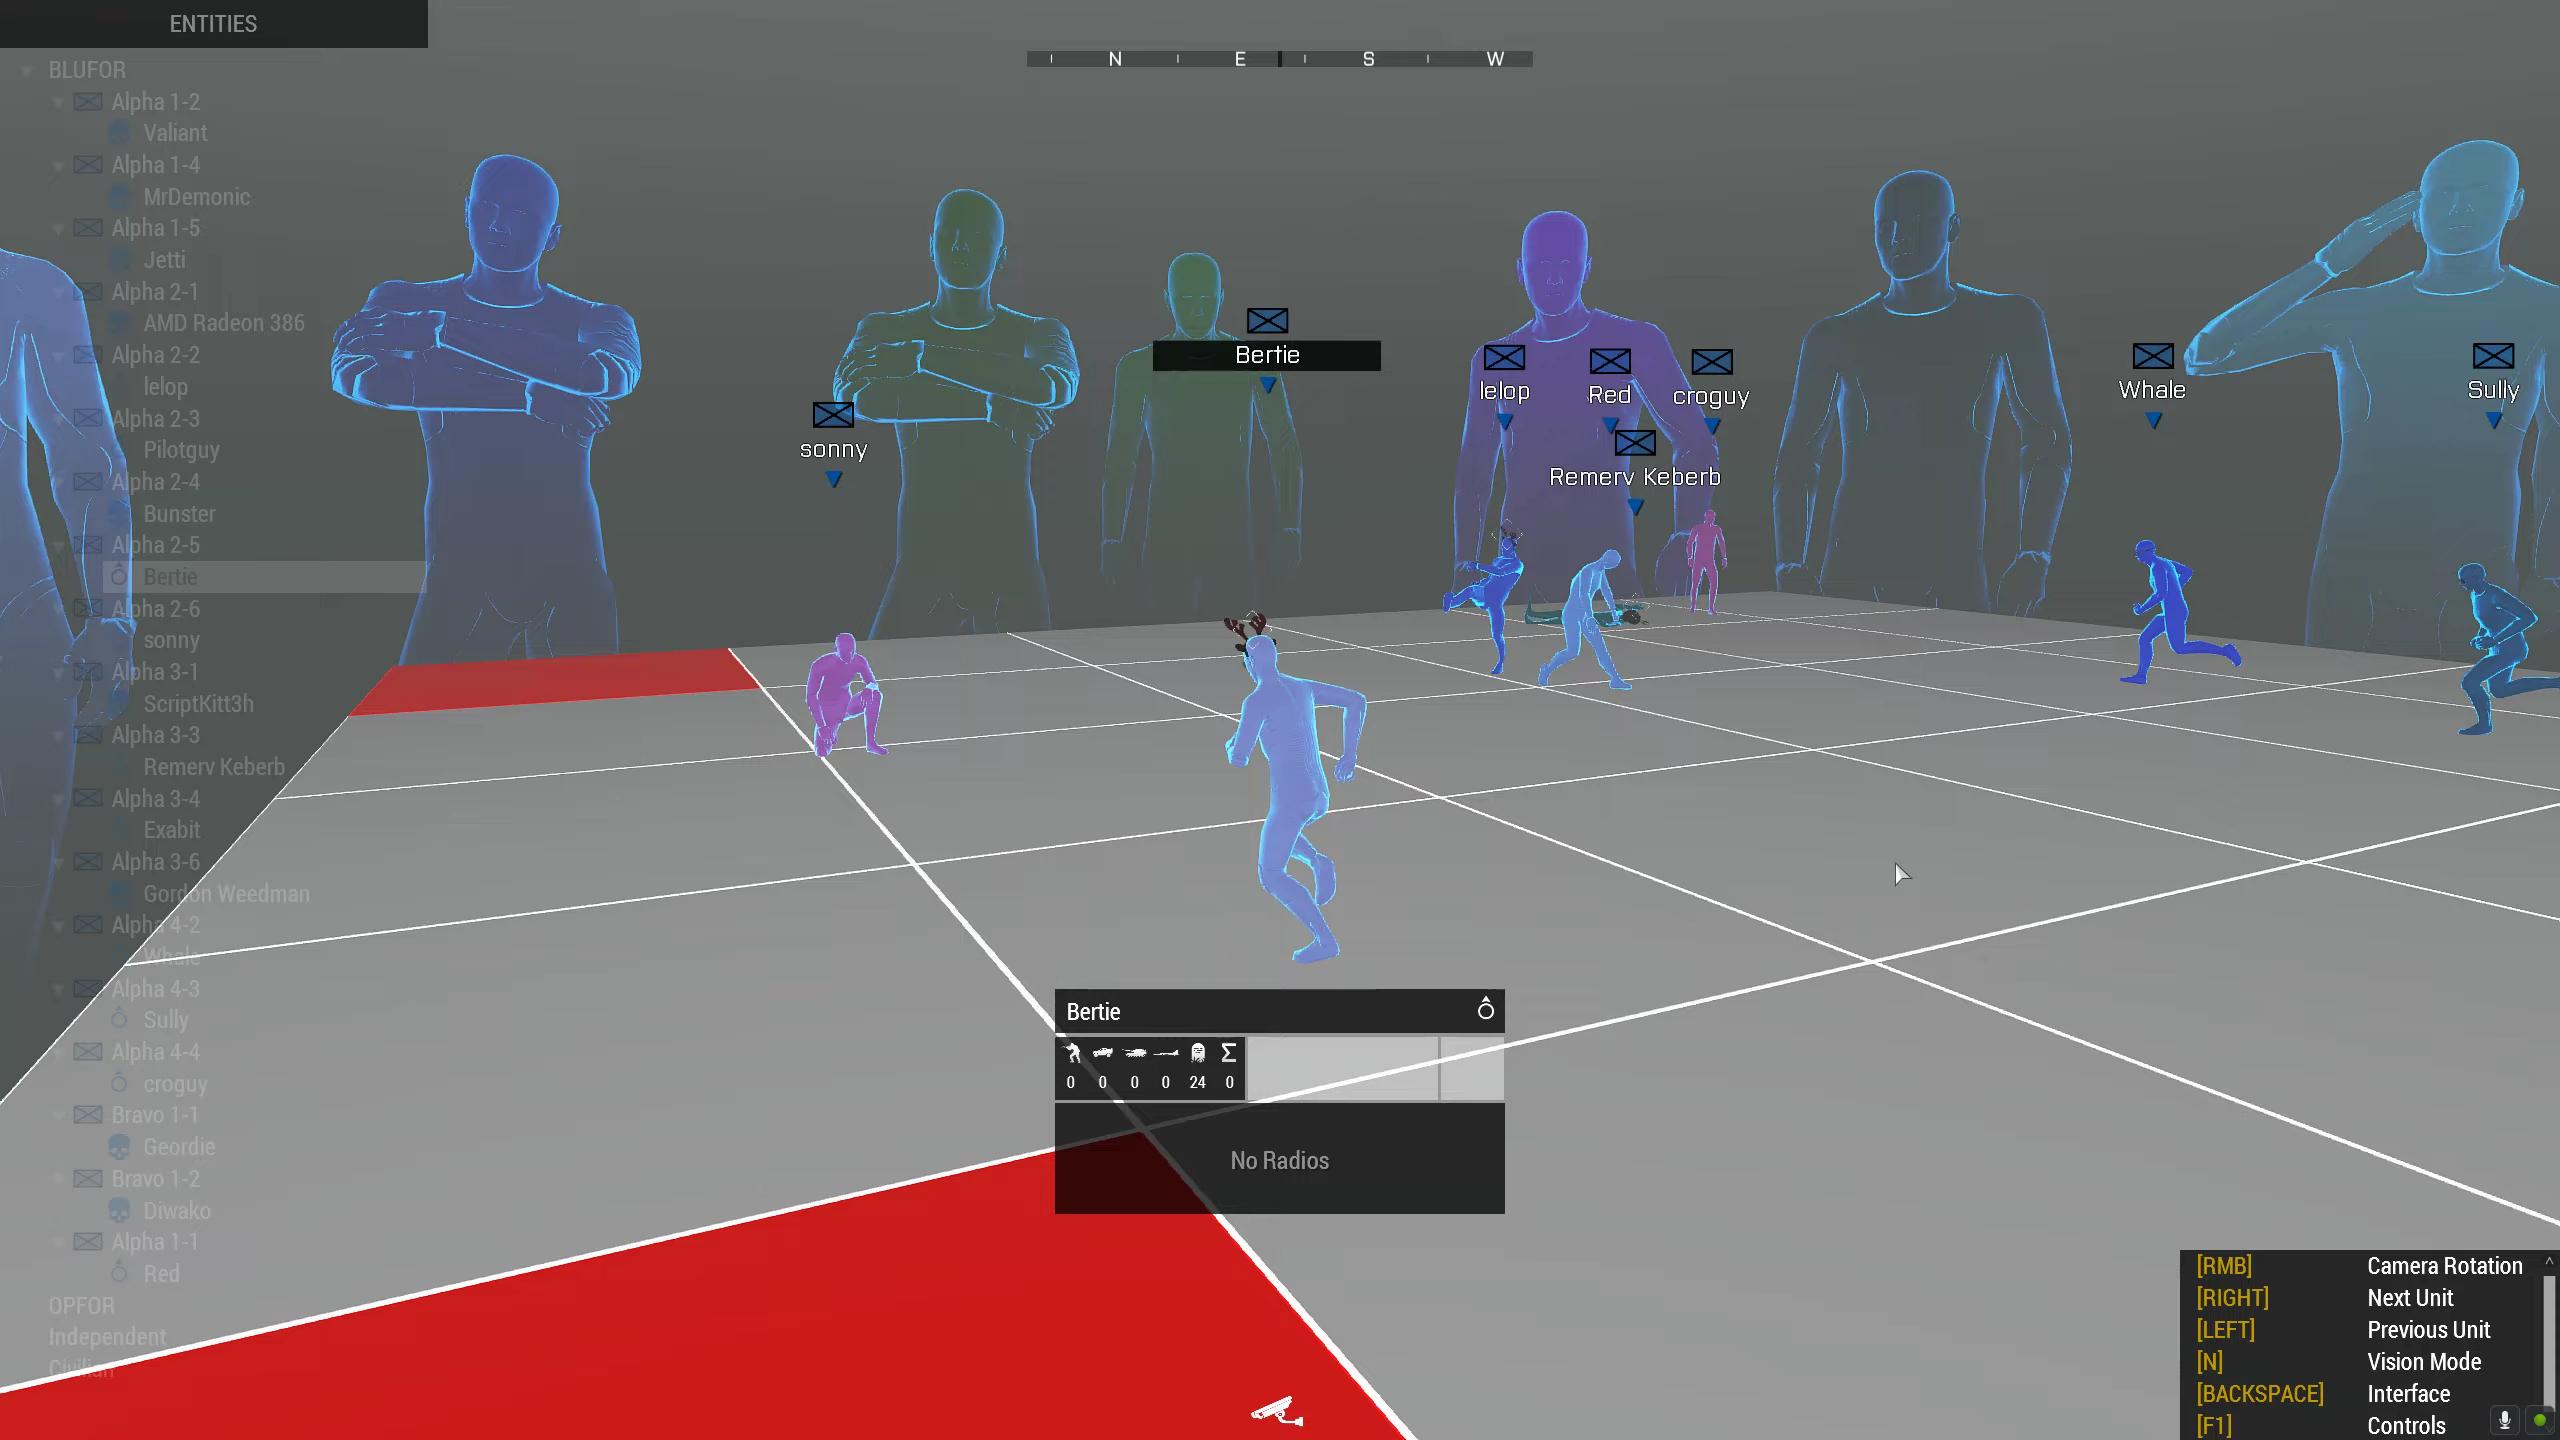 ENTITIES
BLUFOR
Alpha 1-2
Valiant
Alpha 1-4
MrDemonic
Alpha 1-5
Jetti
Alpha 2-1
AMD Radeon 386
Alpha 2-2
lelop
Alpha 2-3
Pilotguy
Alpha 2-4
Bunster
Alpha 2-5
Bertie
Alpha 2-6
sonny
Alpha 3-1
ScriptKitt3h
Alpha 3-3
Remerv Keberb
Alpha 3-4
Exabit
Alpha 3-6
Gordon Weedman
Alpha 4-2
Whale
Alpha 4-3
Sully
Alpha 4-4
croguy
Bravo 1-1
Geordie
Bravo 1-2
Diwako
Alpha 1-1
Red
OPFOR
Independent
Civilian
N E S W
Bertie
sonny
lelop
Red
croguy
Remerv Keberb
Whale
Sully
Bertie
Σ
0 0 0 0 24 0
No Radios
[RMB] Camera Rotation
[RIGHT] Next Unit
[LEFT] Previous Unit
[N] Vision Mode
[BACKSPACE] Interface
[F1] Controls